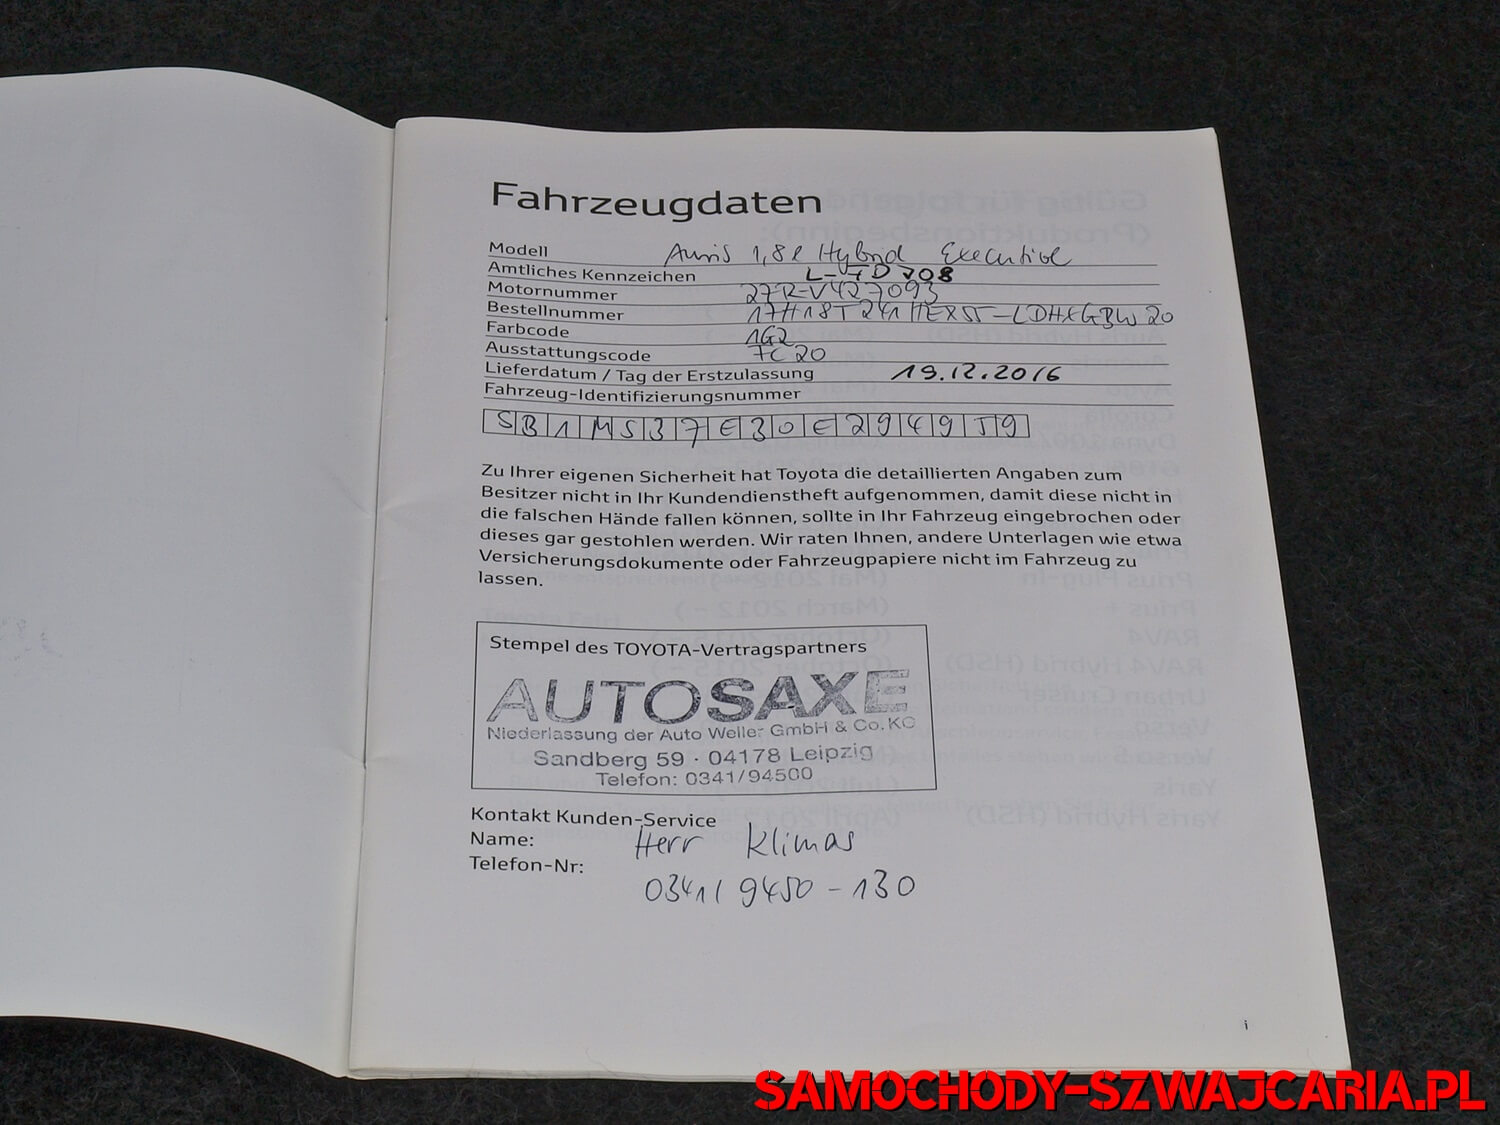 Fahrzeugdaten
Modell Auris 1,8l Hybrid Executive
Amtliches Kennzeichen L-TD 708
Motornummer 2ZR-V427093
Bestellnummer
Farbcode 1G2
Ausstattungscode FC20
Lieferdatum / Tag der Erstzulassung 19.12.2016
Fahrzeug-Identifizierungsnummer
SB1MS37E30E2949J9
Zu Ihrer eigenen Sicherheit hat Toyota die detaillierten Angaben zum
Besitzer nicht in Ihr Kundendienstheft aufgenommen, damit diese nicht in
die falschen Hände fallen können, sollte in Ihr Fahrzeug eingebrochen oder
dieses gar gestohlen werden. Wir raten Ihnen, andere Unterlagen wie etwa
Versicherungsdokumente oder Fahrzeugpapiere nicht im Fahrzeug zu
lassen.
Stempel des TOYOTA-Vertragspartners
AUTOSAXE
Niederlassung der Auto Weller GmbH & Co. KG
Sandberg 59 · 04178 Leipzig
Telefon: 0341/94500
Kontakt Kunden-Service
Name: Herr Klimas
Telefon-Nr: 0341/9450-130
i
SAMOCHODY-SZWAJCARIA.PL